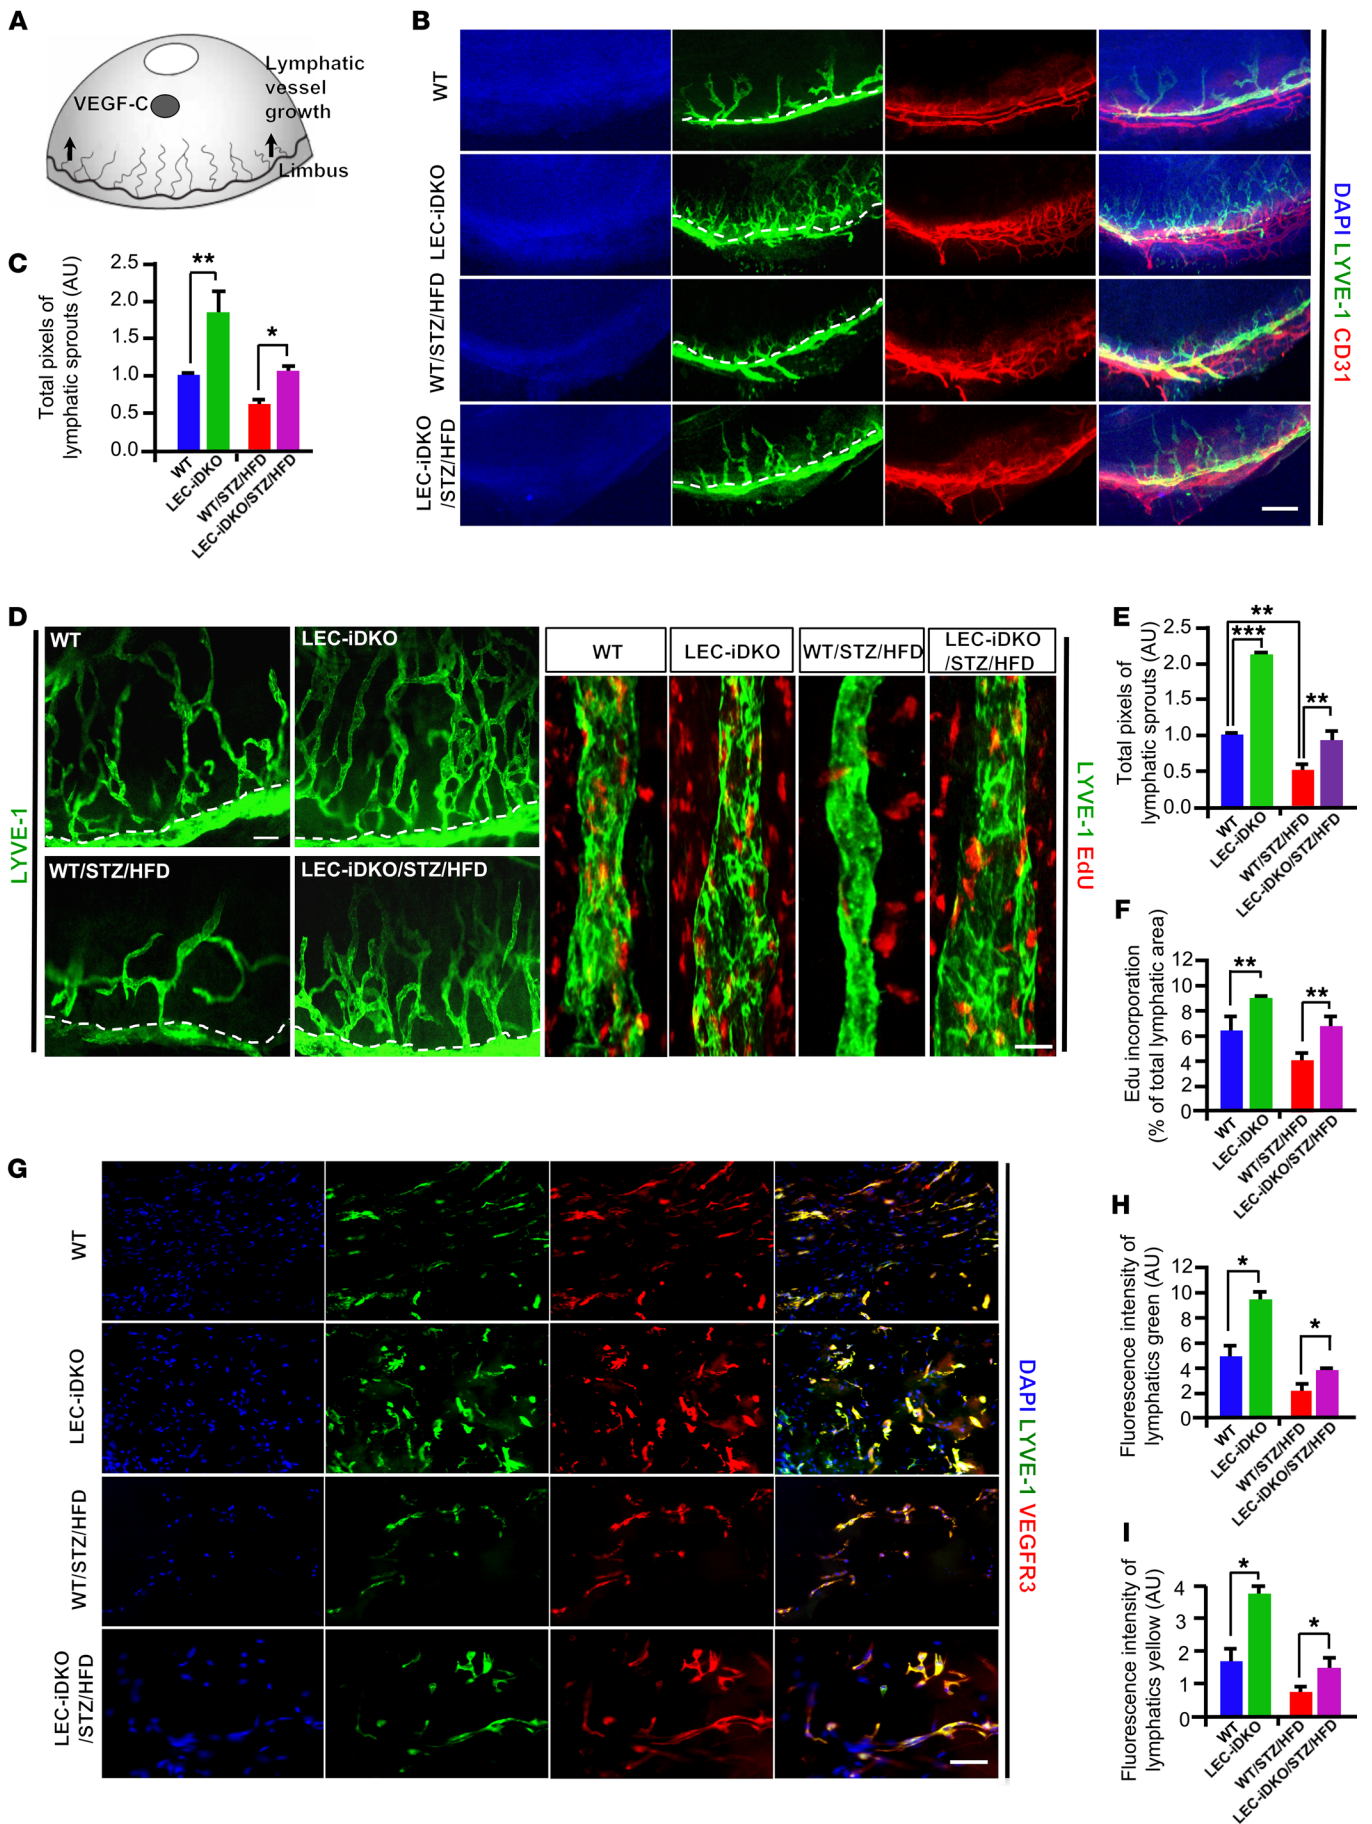 A
VEGF-C
Lymphatic
vessel
growth
Limbus
B
WT
LEC-iDKO
WT/STZ/HFD
LEC-iDKO
/STZ/HFD
DAPI LYVE-1 CD31
C
Total pixels of
lymphatic sprouts (AU)
2.5
2.0
1.5
1.0
0.5
0.0
**
*
WT
LEC-iDKO
WT/STZ/HFD
LEC-iDKO/STZ/HFD
D
LYVE-1
WT
LEC-iDKO
WT/STZ/HFD
LEC-iDKO/STZ/HFD
WT
LEC-iDKO
WT/STZ/HFD
LEC-iDKO
/STZ/HFD
LYVE-1 EdU
E
Total pixels of
lymphatic sprouts (AU)
2.5
2.0
1.5
1.0
0.5
0.0
**
***
**
WT
LEC-iDKO
WT/STZ/HFD
LEC-iDKO/STZ/HFD
F
Edu incorporation
(% of total lymphatic area)
12
10
8
6
4
2
0
**
**
WT
LEC-iDKO
WT/STZ/HFD
LEC-iDKO/STZ/HFD
G
WT
LEC-iDKO
WT/STZ/HFD
LEC-iDKO
/STZ/HFD
DAPI LYVE-1 VEGFR3
H
Fluorescence intensity of
lymphatics green (AU)
12
10
8
6
4
2
0
*
*
WT
LEC-iDKO
WT/STZ/HFD
LEC-iDKO/STZ/HFD
I
Fluorescence intensity of
lymphatics yellow (AU)
4
3
2
1
0
*
*
WT
LEC-iDKO
WT/STZ/HFD
LEC-iDKO/STZ/HFD